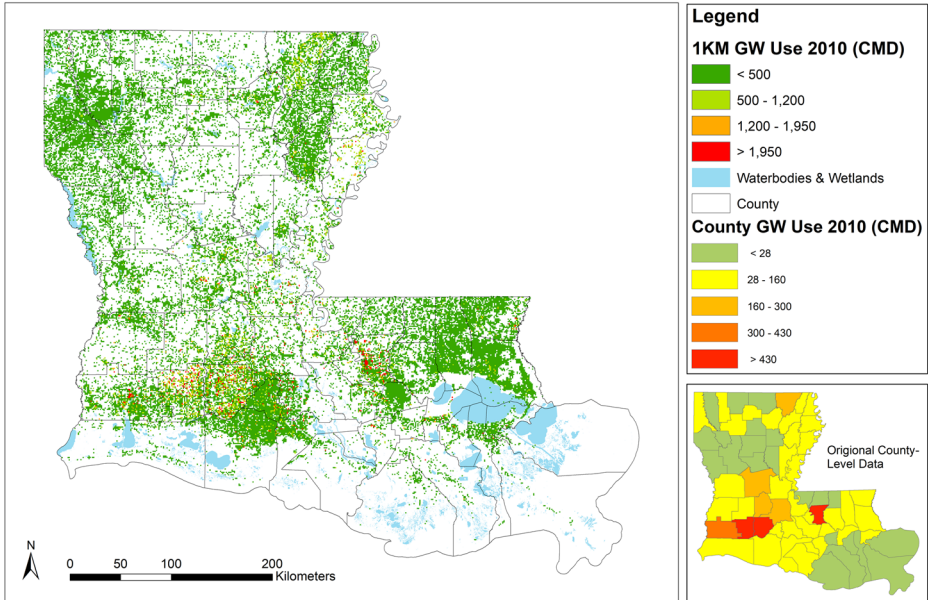 Legend
1KM GW Use 2010 (CMD)
< 500
500 - 1,200
1,200 - 1,950
> 1,950
Waterbodies & Wetlands
County
County GW Use 2010 (CMD)
< 28
28 - 160
160 - 300
300 - 430
> 430
Origional County-
Level Data
N
0 50 100 200
Kilometers